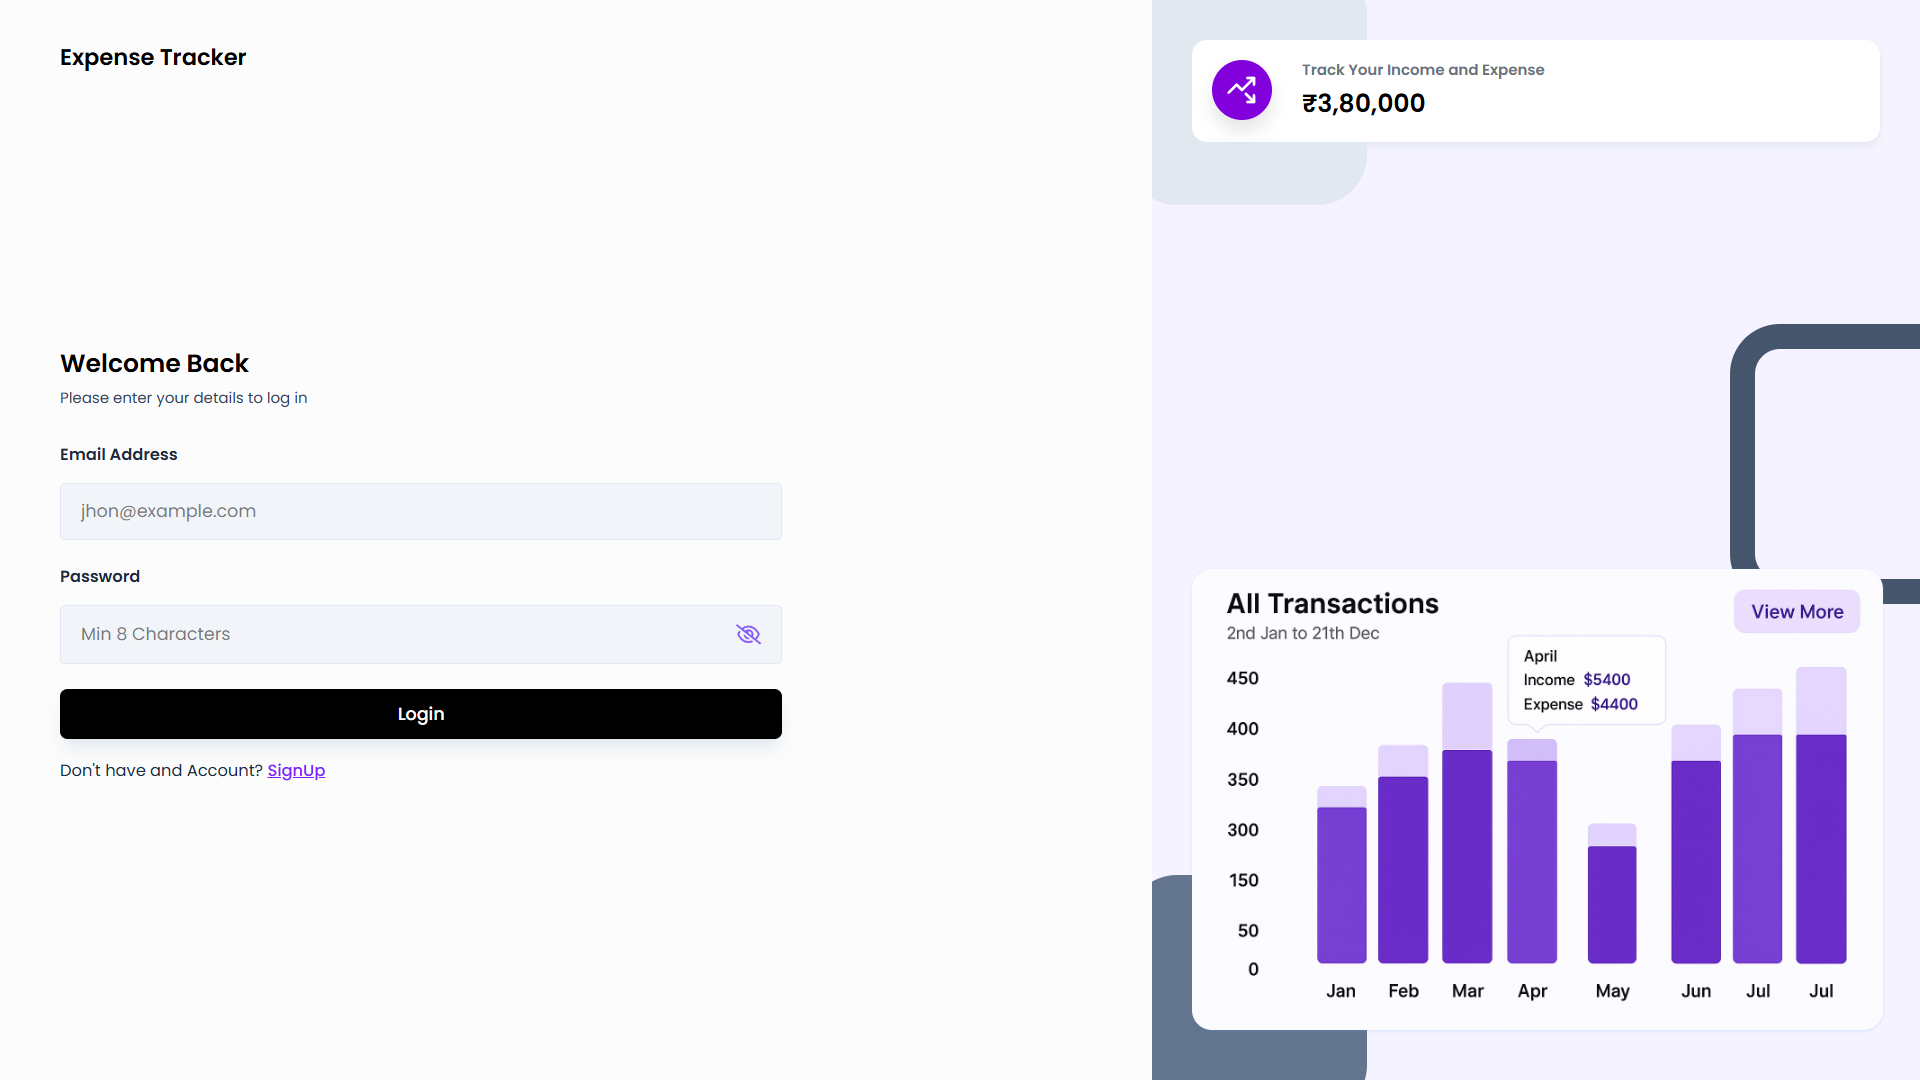 Expense Tracker
Welcome Back
Please enter your details to log in
Email Address
jhon@example.com
Password
Min 8 Characters
Login
Don't have and Account? SignUp
Track Your Income and Expense
₹3,80,000
All Transactions
2nd Jan to 21th Dec
View More
April
Income $5400
Expense $4400
450
400
350
300
150
50
0
Jan Feb Mar Apr May Jun Jul Jul